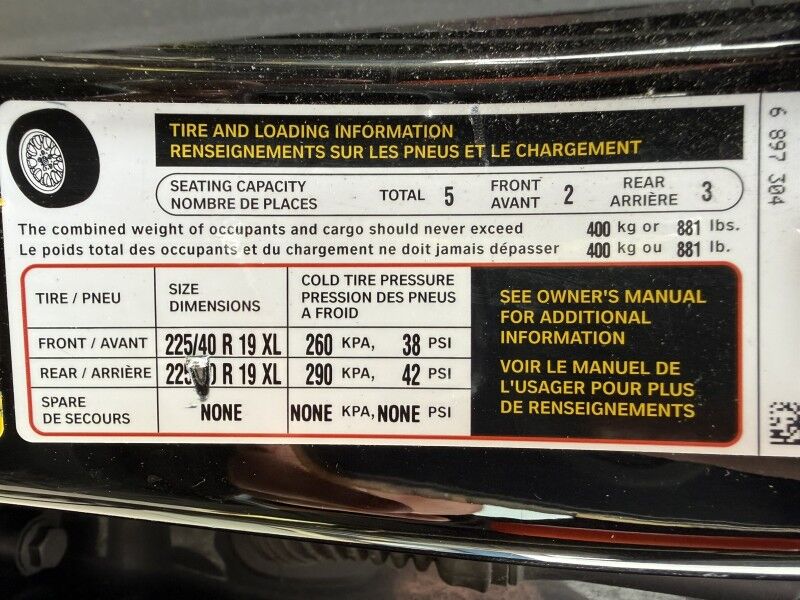 TIRE AND LOADING INFORMATION
RENSEIGNEMENTS SUR LES PNEUS ET LE CHARGEMENT
SEATING CAPACITY
NOMBRE DE PLACES
TOTAL 5
FRONT
AVANT
2
REAR
ARRIÈRE
3
6 897 304
The combined weight of occupants and cargo should never exceed 400 kg or 881 lbs.
Le poids total des occupants et du chargement ne doit jamais dépasser 400 kg ou 881 lb.
TIRE / PNEU
SIZE
DIMENSIONS
COLD TIRE PRESSURE
PRESSION DES PNEUS
A FROID
FRONT / AVANT 225/40 R 19 XL 260 KPA, 38 PSI
REAR / ARRIÈRE R 19 XL 290 KPA, 42 PSI
SPARE
DE SECOURS
NONE NONE KPA, NONE PSI
SEE OWNER'S MANUAL
FOR ADDITIONAL
INFORMATION
VOIR LE MANUEL DE
L'USAGER POUR PLUS
DE RENSEIGNEMENTS